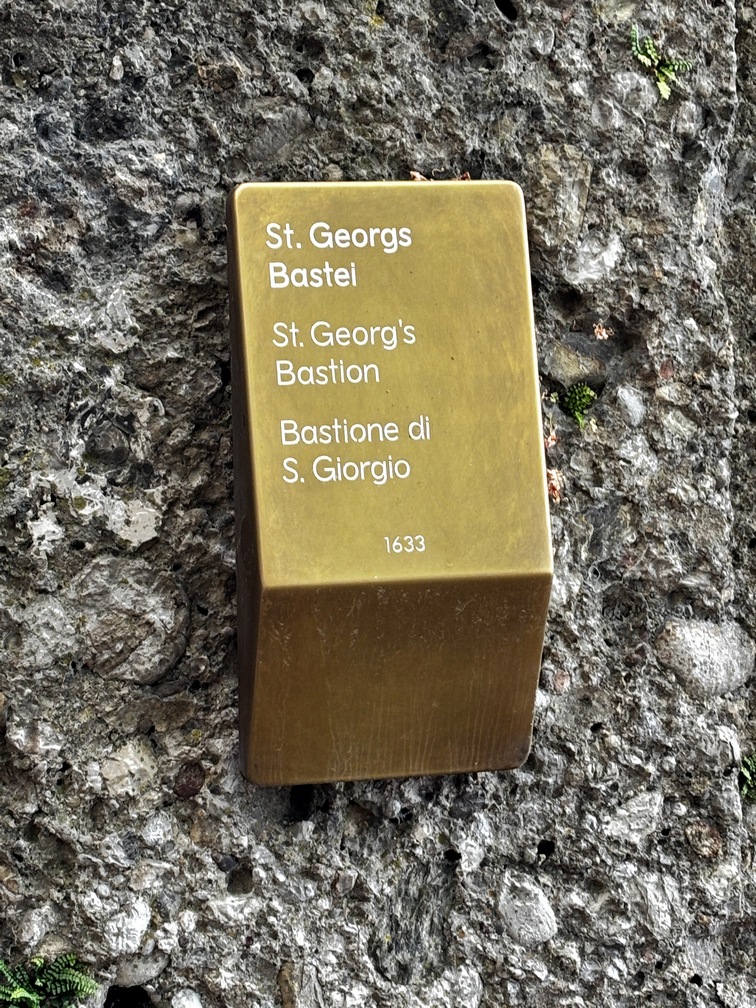 St. Georgs
Bastei
St. Georg's
Bastion
Bastione di
S. Giorgio
1633